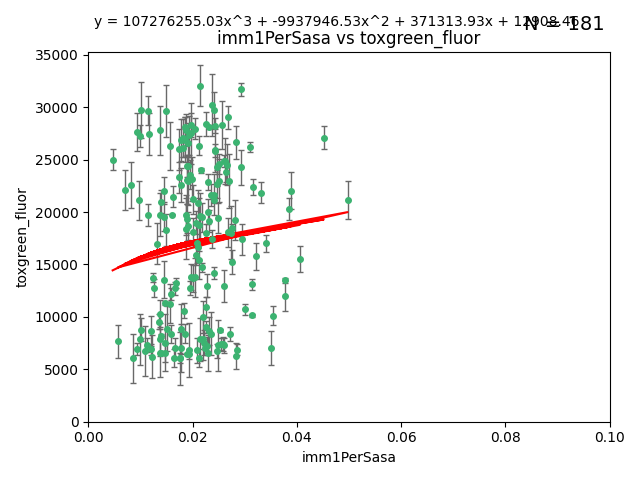 y = 107276255.03x^3 + -9937946.53x^2 + 371313.93x + 12908.46
N = 181
imm1PerSasa vs toxgreen_fluor
35000
30000
25000
20000
15000
10000
5000
0
toxgreen_fluor
0.00 0.02 0.04 0.06 0.08 0.10
imm1PerSasa